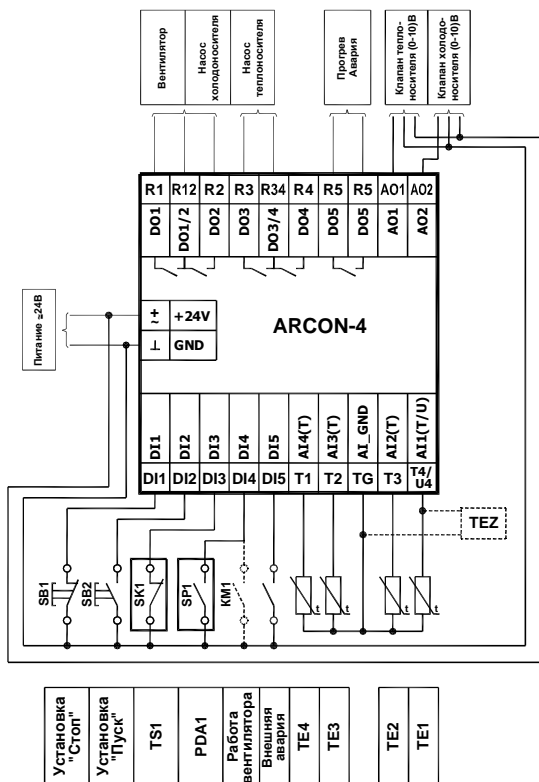 Вентилятор
Насос
холодоносителя
Насос
теплоносителя
Прогрев
Авария
Клапан тепло-
носителя (0-10)В
Клапан холодо-
носителя (0-10)В
R1 R12 R2 R3 R34 R4 R5 R5 AO1 AO2
DO1 DO1/2 DO2 DO3 DO3/4 DO4 DO5 DO5 AO1 AO2
Питание ≅24В
+24V
⊥ GND
ARCON-4
DI1 DI2 DI3 DI4 DI5 AI4(T) AI3(T) AI_GND AI2(T) AI1(T/U)
DI1 DI2 DI3 DI4 DI5 T1 T2 TG T3 T4/
U4
TEZ
SB1 SB2 SK1 SP1 KM1 t t t t
Установка
"Стоп"
Установка
"Пуск"
TS1
PDA1
Работа
вентилятора
Внешняя
авария
TE4
TE3
TE2
TE1